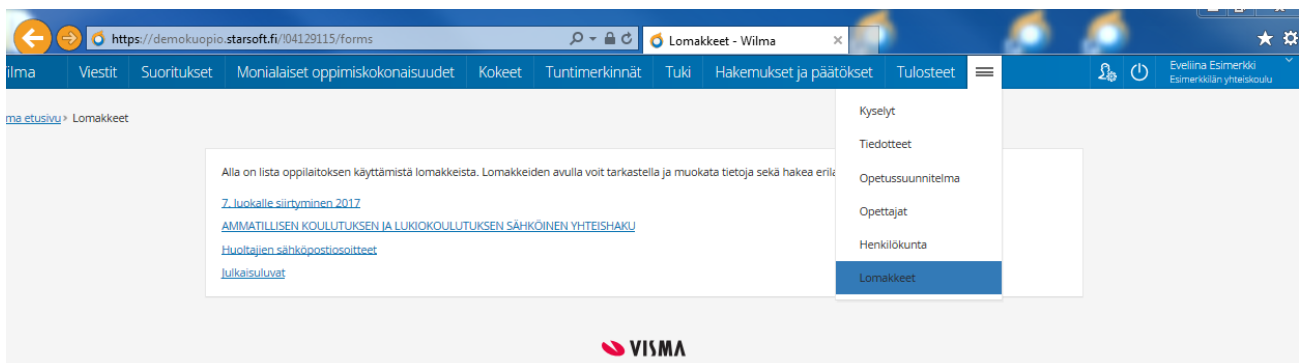 https://demokuopio.starsoft.fi/!04129115/forms
Lomakkeet - Wilma
ilma Viestit Suoritukset Monialaiset oppimiskokonaisuudet Kokeet Tuntimerkinnät Tuki Hakemukset ja päätökset Tulosteet
Eveliina Esimerkki
Esimerkkilän yhteiskoulu
ma etusivu › Lomakkeet
Kyselyt
Tiedotteet
Opetussuunnitelma
Opettajat
Henkilökunta
Lomakkeet
Alla on lista oppilaitoksen käyttämistä lomakkeista. Lomakkeiden avulla voit tarkastella ja muokata tietoja sekä hakea erila
7. luokalle siirtyminen 2017
AMMATILLISEN KOULUTUKSEN JA LUKIOKOULUTUKSEN SÄHKÖINEN YHTEISHAKU
Huoltajien sähköpostiosoitteet
Julkaisuluvat
VISMA